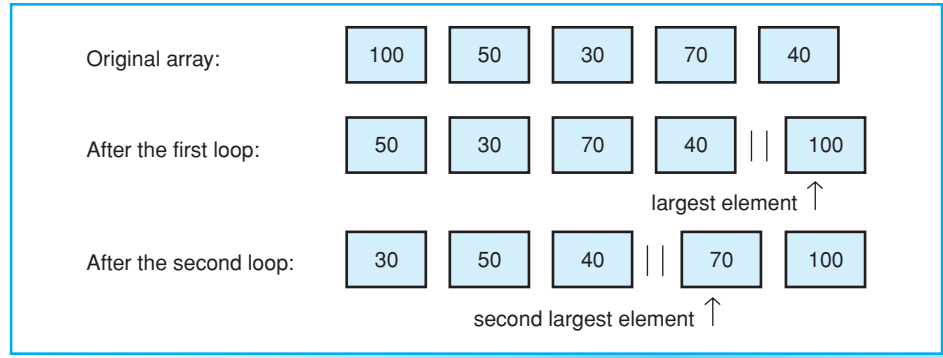 Original array: 100 50 30 70 40
After the first loop: 50 30 70 40 || 100
largest element ↑
After the second loop: 30 50 40 || 70 100
second largest element ↑